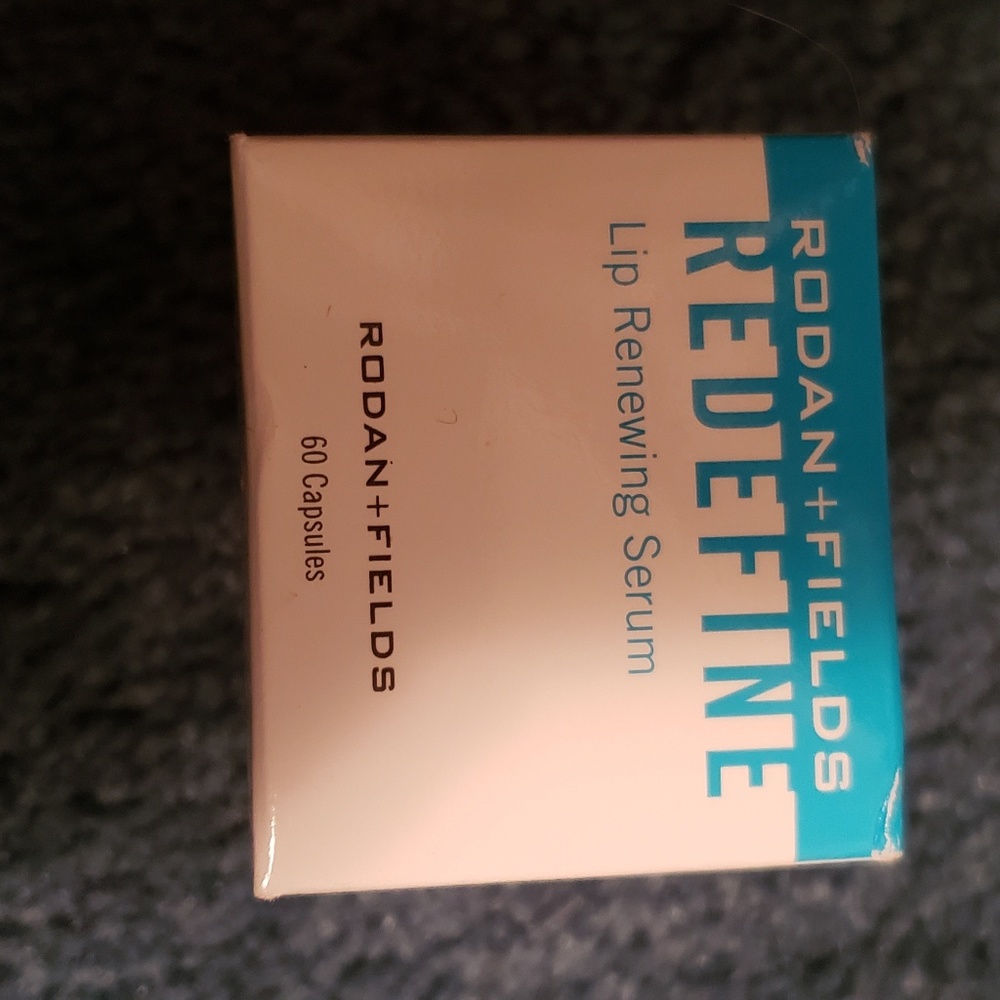 RODAN+FIELDS
REDEFINE
Lip Renewing Serum
RODAN+FIELDS
60 Capsules